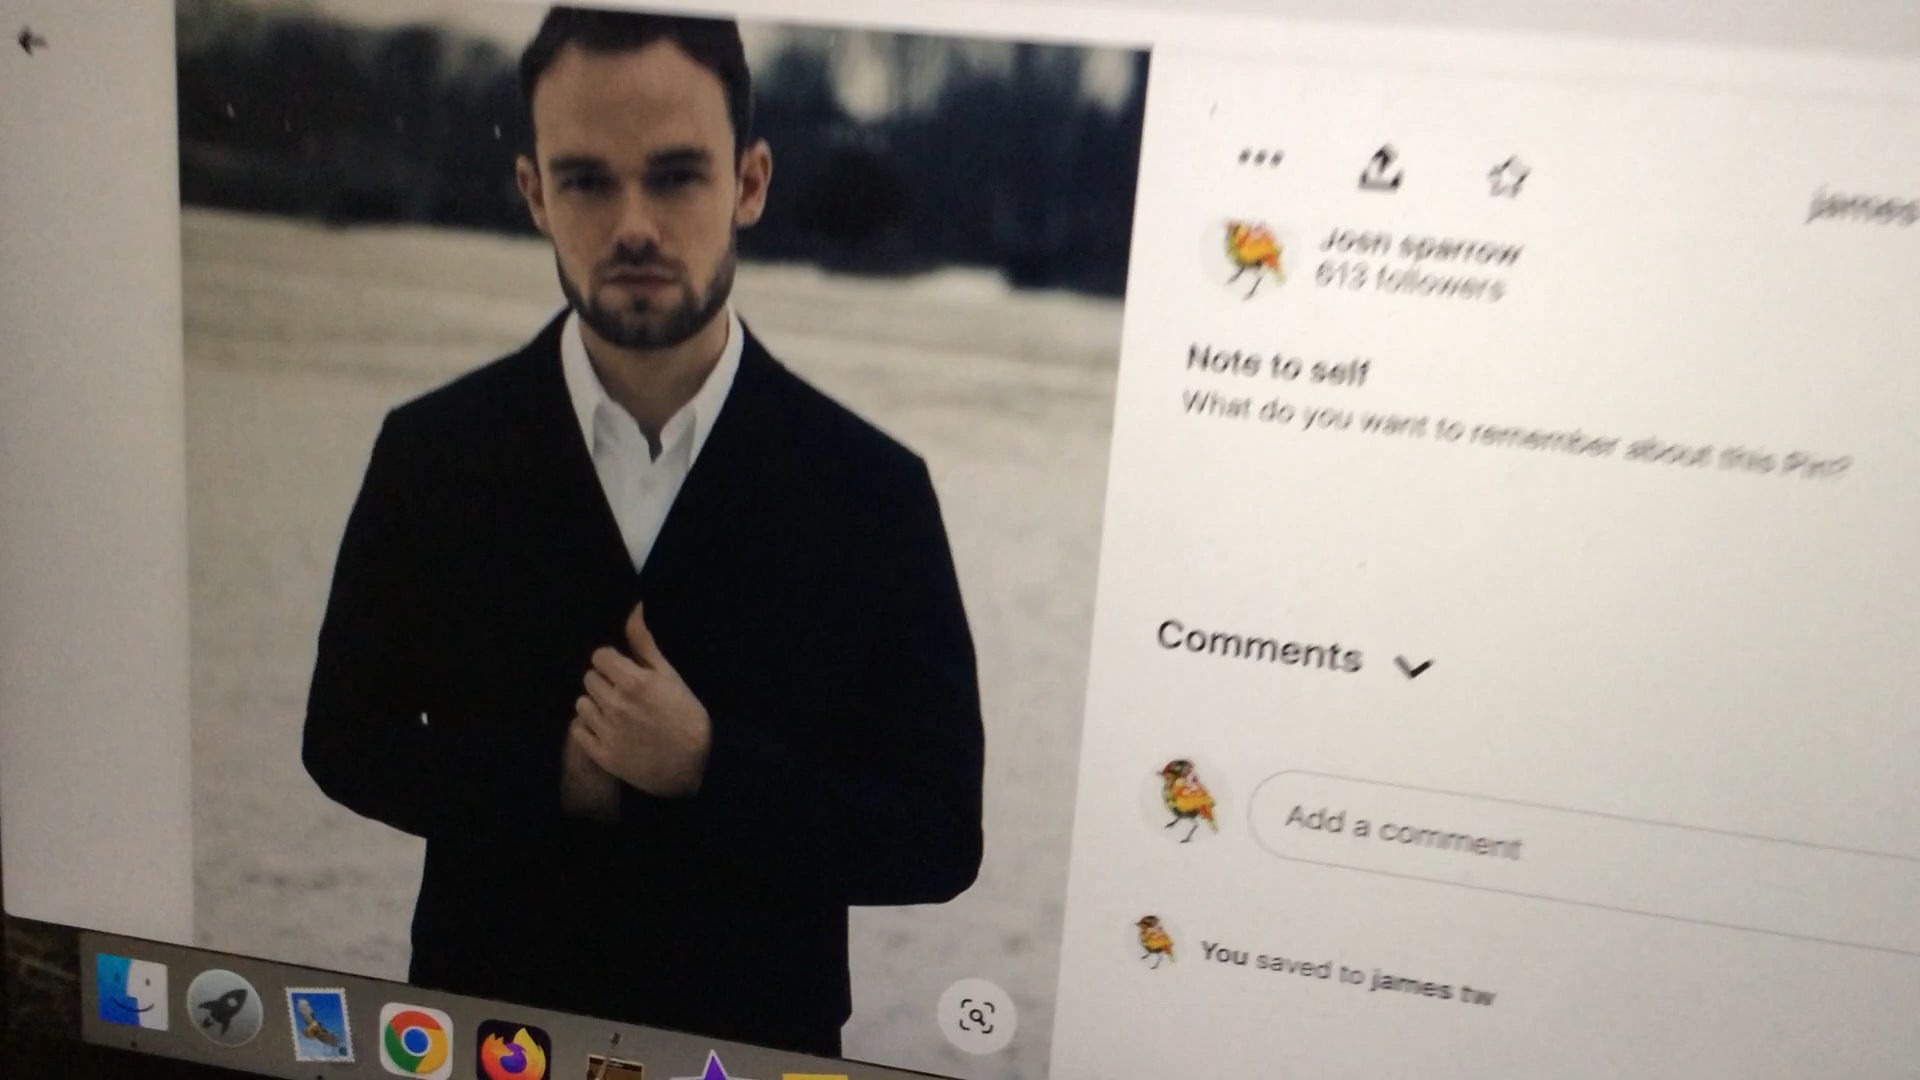 james
Josh sparrow
613 followers
Note to self
What do you want to remember about this Pin?
Comments
Add a comment
You saved to james tw